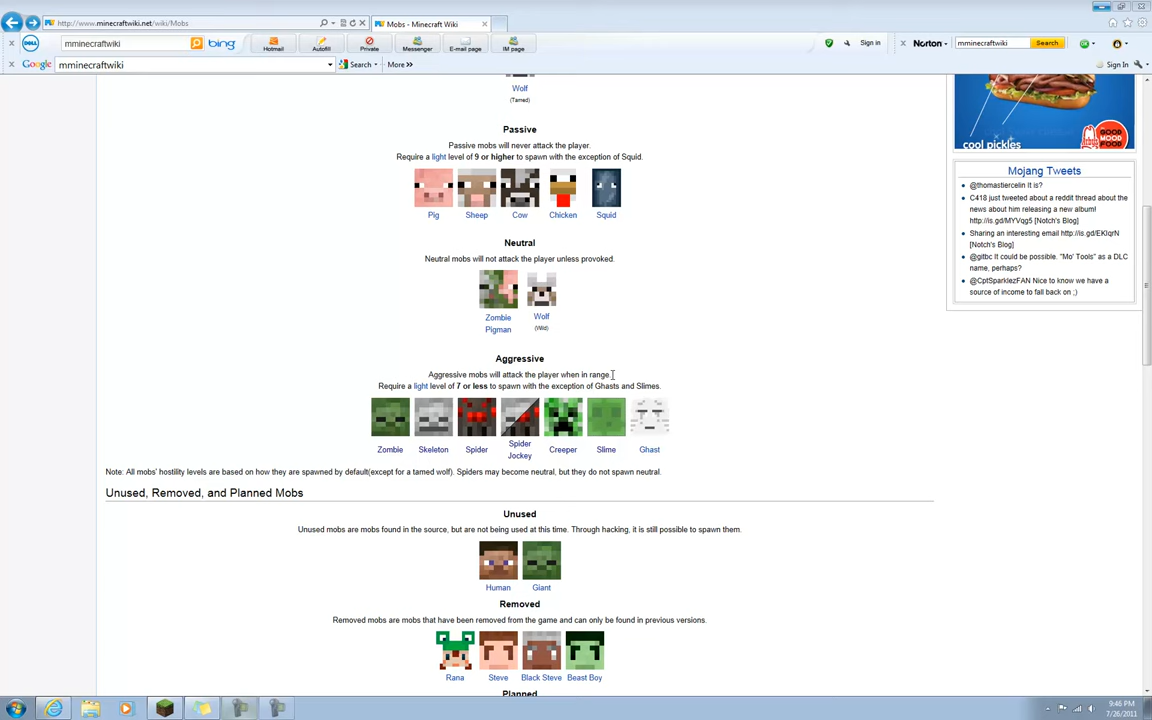 http://www.minecraftwiki.net/wiki/Mobs
Mobs - Minecraft Wiki
mminecraftwiki
bing
Hotmail
Autofill
Private
Messenger
E-mail page
IM page
Sign in
Norton
mminecraftwiki
Search
Google
mminecraftwiki
Search
More >>
Sign In
Wolf
(Tamed)
Passive
Passive mobs will never attack the player.
Require a light level of 9 or higher to spawn with the exception of Squid.
Pig Sheep Cow Chicken Squid
Neutral
Neutral mobs will not attack the player unless provoked.
Zombie Pigman
Wolf
(Wild)
Aggressive
Aggressive mobs will attack the player when in range.
Require a light level of 7 or less to spawn with the exception of Ghasts and Slimes.
Zombie Skeleton Spider Spider Jockey Creeper Slime Ghast
Note: All mobs' hostility levels are based on how they are spawned by default(except for a tamed wolf). Spiders may become neutral, but they do not spawn neutral.
Unused, Removed, and Planned Mobs
Unused
Unused mobs are mobs found in the source, but are not being used at this time. Through hacking, it is still possible to spawn them.
Human Giant
Removed
Removed mobs are mobs that have been removed from the game and can only be found in previous versions.
Rana Steve Black Steve Beast Boy
Planned
cool pickles
GOOD MOOD FOOD
Mojang Tweets
@thomastiercelin It is?
C418 just tweeted about a reddit thread about the
news about him releasing a new album!
http://is.gd/MYVqg5 [Notch's Blog]
Sharing an interesting email http://is.gd/EKlqrN
[Notch's Blog]
@gitbc It could be possible. "Mo' Tools" as a DLC
name, perhaps?
@CptSparklezFAN Nice to know we have a
source of income to fall back on ;)
9:46 PM
7/26/2011